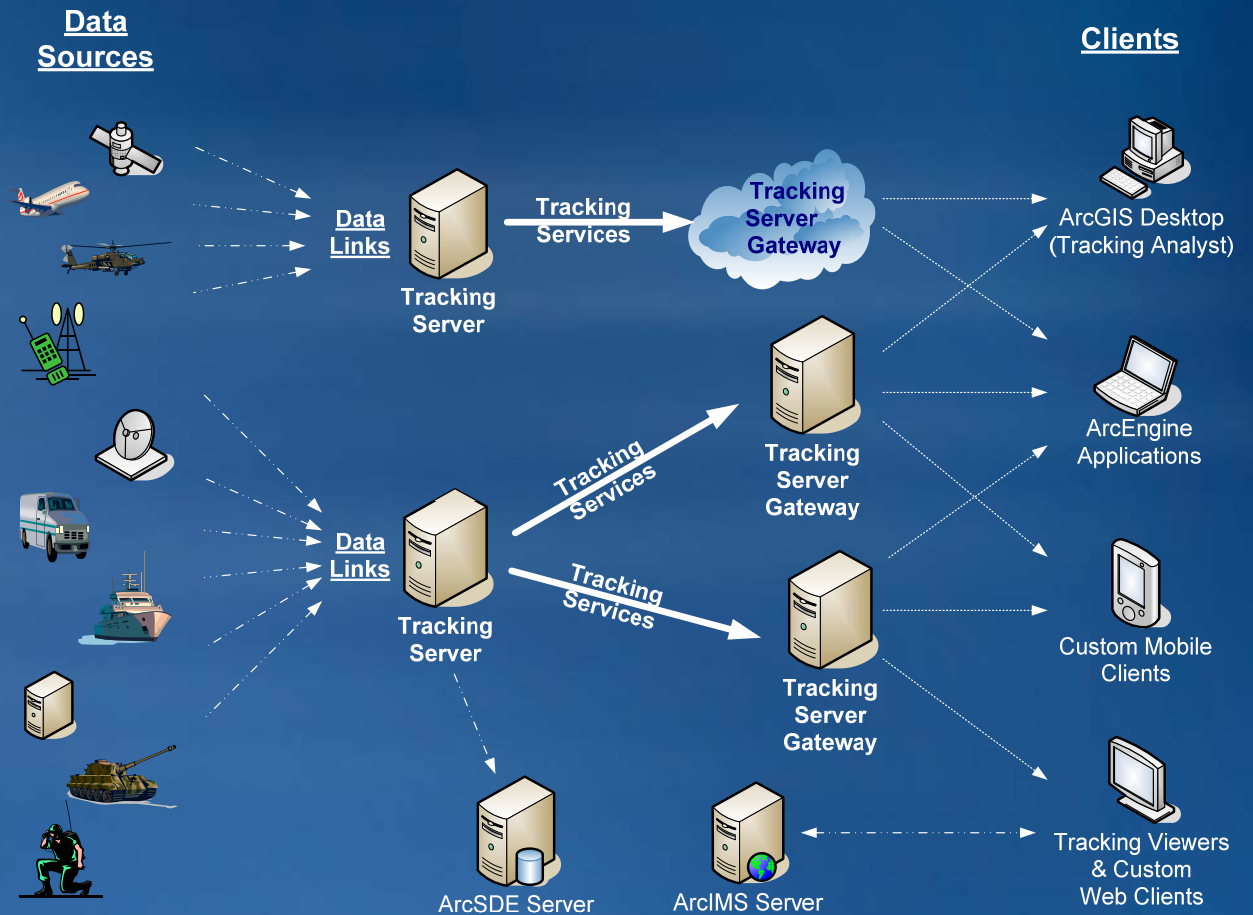 Data
Sources
Clients
Data
Links
Tracking
Server
Tracking
Services
Tracking
Server
Gateway
ArcGIS Desktop
(Tracking Analyst)
Tracking
Server
Gateway
ArcEngine
Applications
Data
Links
Tracking
Server
Tracking
Services
Tracking
Services
Tracking
Server
Gateway
Custom Mobile
Clients
ArcSDE Server
ArcIMS Server
Tracking Viewers
& Custom
Web Clients